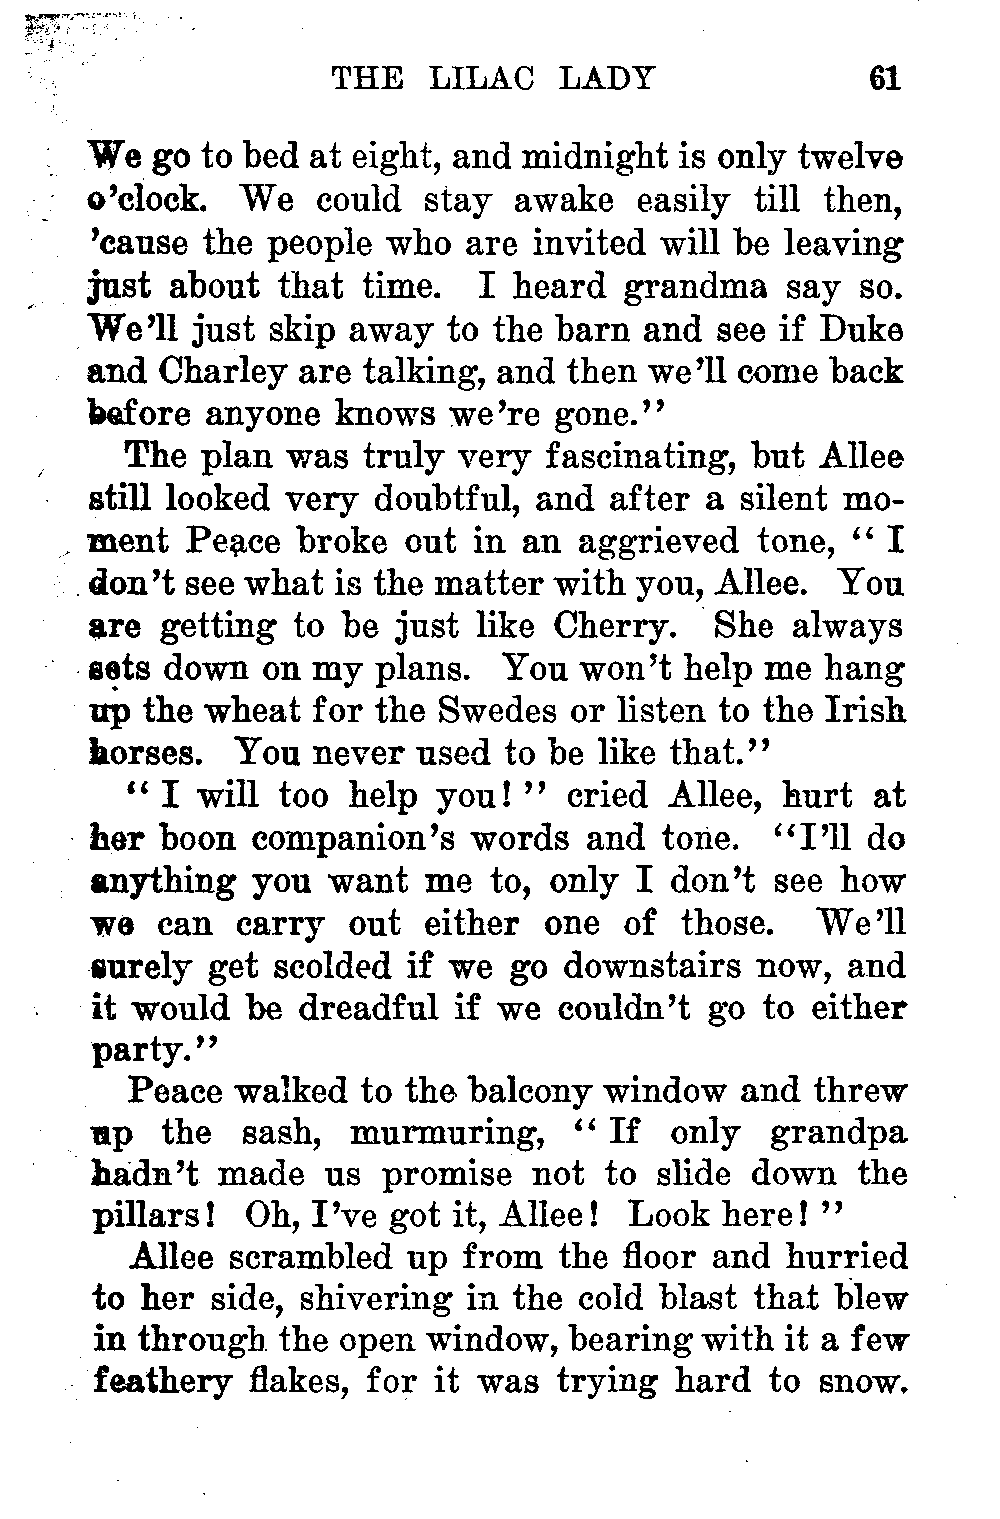 THE LILAC LADY 61
We go to bed at eight, and midnight is only twelve
o'clock. We could stay awake easily till then,
'cause the people who are invited will be leaving
just about that time. I heard grandma say so.
We'll just skip away to the barn and see if Duke
and Charley are talking, and then we'll come back
before anyone knows we're gone."
The plan was truly very fascinating, but Allee
still looked very doubtful, and after a silent mo-
ment Peace broke out in an aggrieved tone, " I
don't see what is the matter with you, Allee. You
are getting to be just like Cherry. She always
sets down on my plans. You won't help me hang
up the wheat for the Swedes or listen to the Irish
horses. You never used to be like that."
" I will too help you! " cried Allee, hurt at
her boon companion's words and tone. "I'll do
anything you want me to, only I don't see how
we can carry out either one of those. We'll
surely get scolded if we go downstairs now, and
it would be dreadful if we couldn't go to either
party."
Peace walked to the balcony window and threw
up the sash, murmuring, " If only grandpa
hadn't made us promise not to slide down the
pillars! Oh, I've got it, Allee! Look here! "
Allee scrambled up from the floor and hurried
to her side, shivering in the cold blast that blew
in through the open window, bearing with it a few
feathery flakes, for it was trying hard to snow.